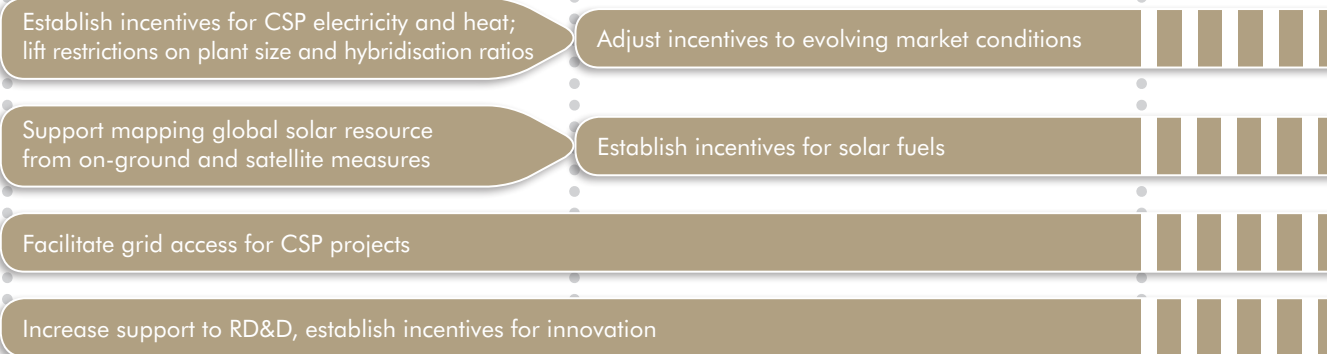 Establish incentives for CSP electricity and heat;
lift restrictions on plant size and hybridisation ratios
Adjust incentives to evolving market conditions
Support mapping global solar resource
from on-ground and satellite measures
Establish incentives for solar fuels
Facilitate grid access for CSP projects
Increase support to RD&D, establish incentives for innovation